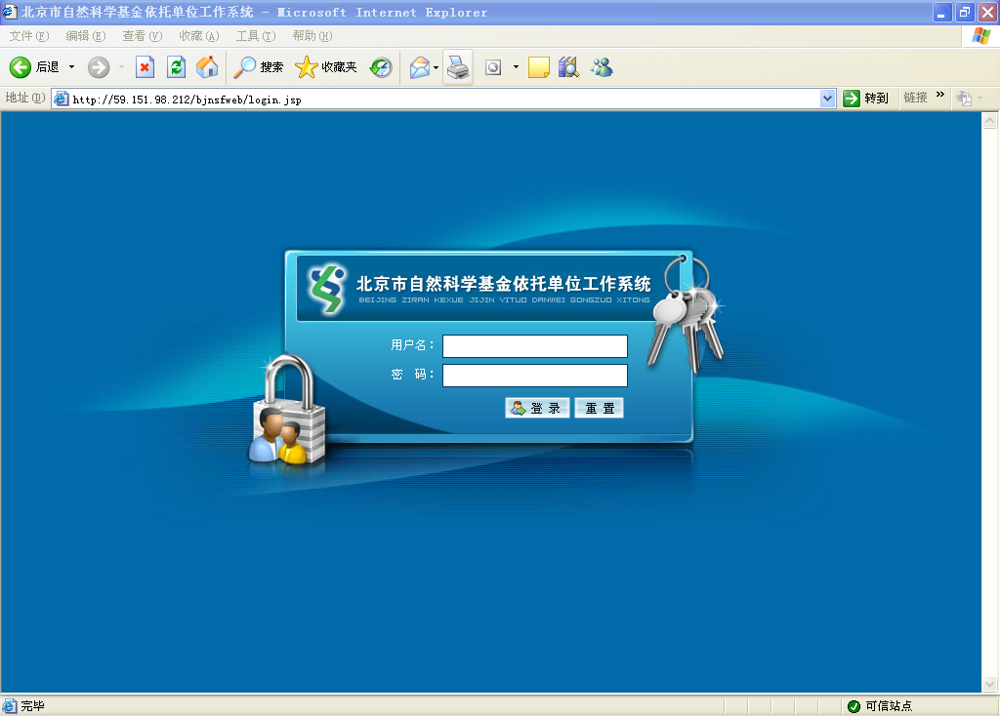 北京市自然科学基金依托单位工作系统 - Microsoft Internet Explorer
文件(F) 编辑(E) 查看(V) 收藏(A) 工具(T) 帮助(H)
后退 搜索 收藏夹
地址(D) http://59.151.98.212/bjnsfweb/login.jsp 转到 链接 »
北京市自然科学基金依托单位工作系统
BEIJING ZIRAN KEXUE JIJIN YITUO DANWEI GONGZUO XITONG
用户名：
密 码：
登 录 重 置
完毕 可信站点